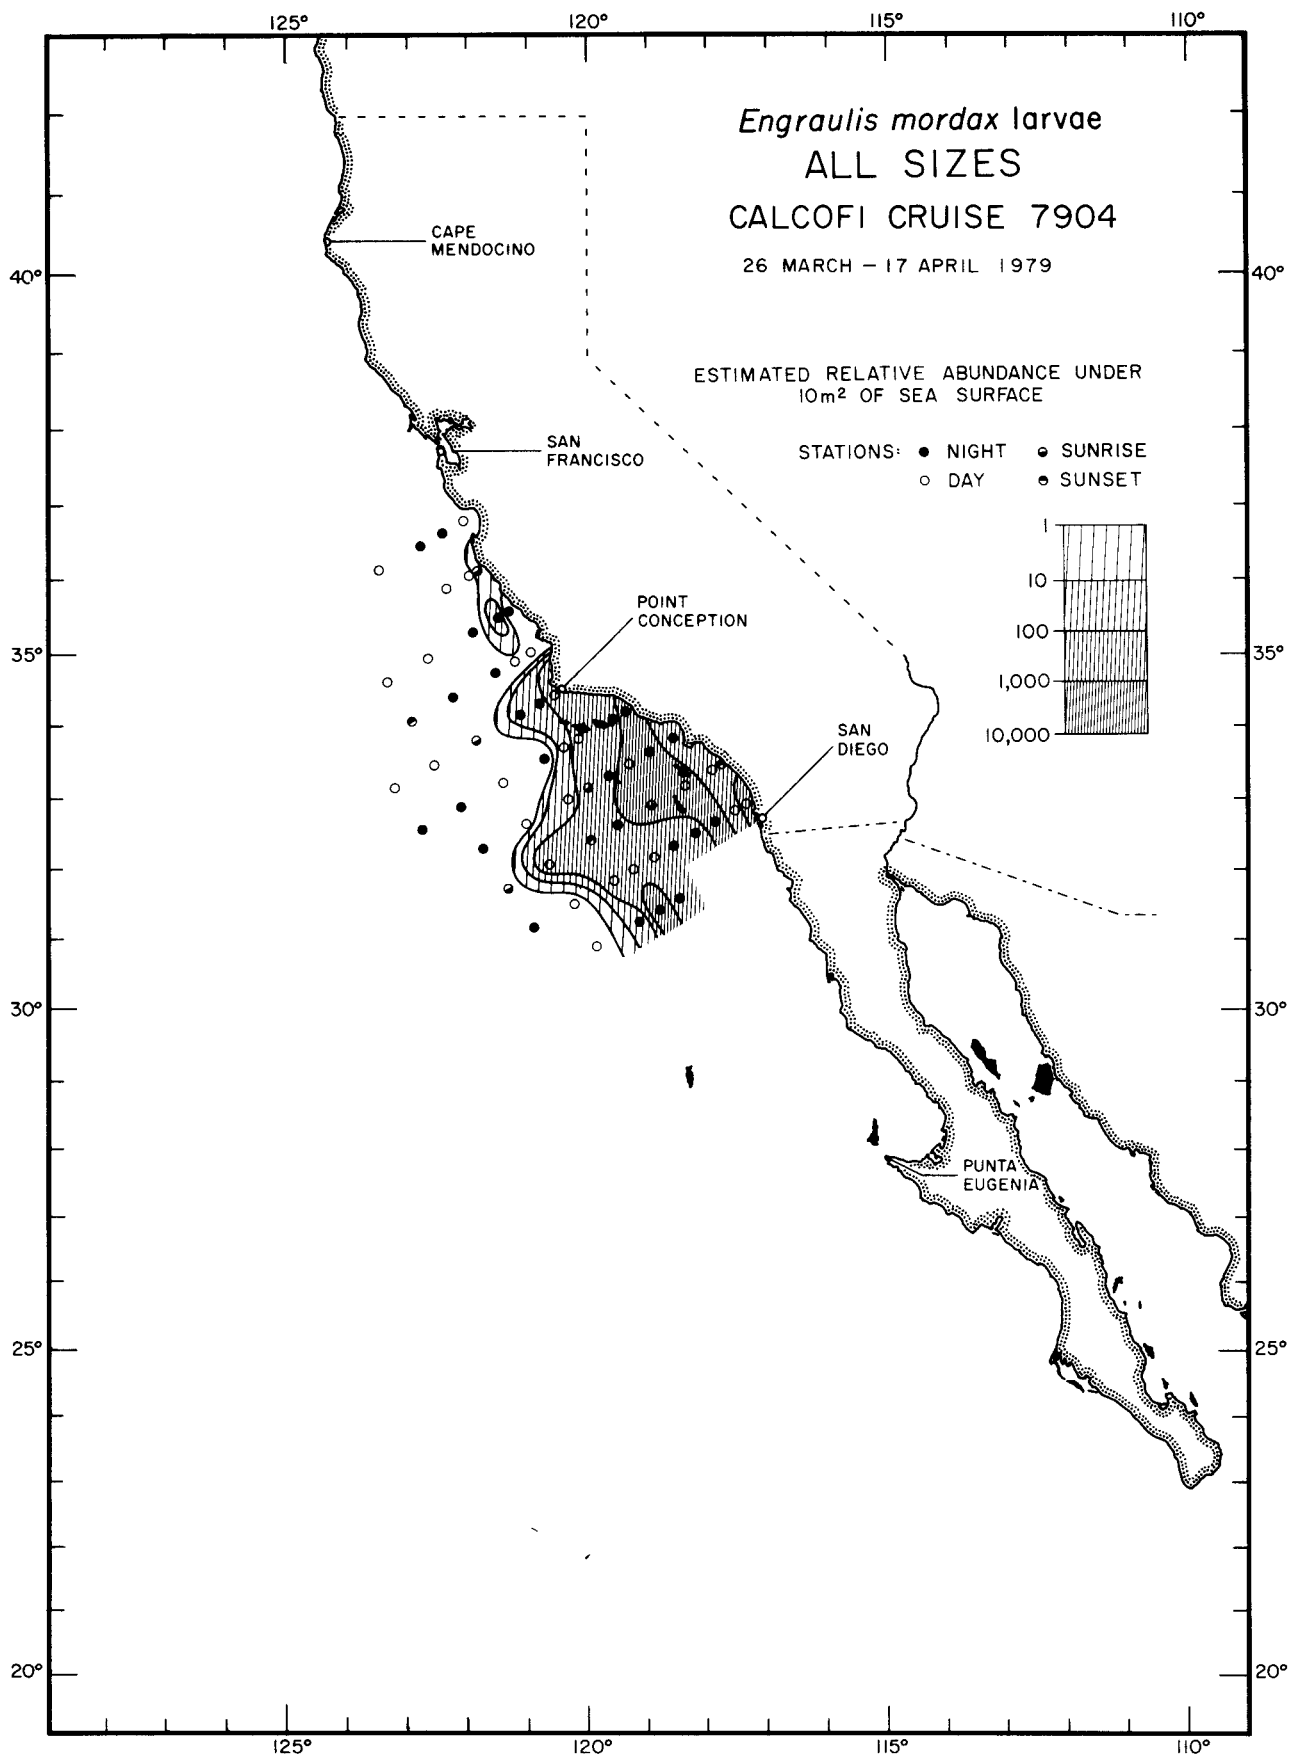 125° 120° 115° 110°
Engraulis mordax larvae
ALL SIZES
CALCOFI CRUISE 7904
26 MARCH – 17 APRIL 1979
CAPE
MENDOCINO
40° 40°
ESTIMATED RELATIVE ABUNDANCE UNDER
10m² OF SEA SURFACE
SAN
FRANCISCO
STATIONS: ● NIGHT SUNRISE
○ DAY SUNSET
1
10
100
1,000
10,000
POINT
CONCEPTION
35° 35°
SAN
DIEGO
30° 30°
PUNTA
EUGENIA
25° 25°
20° 20°
125° 120° 115° 110°